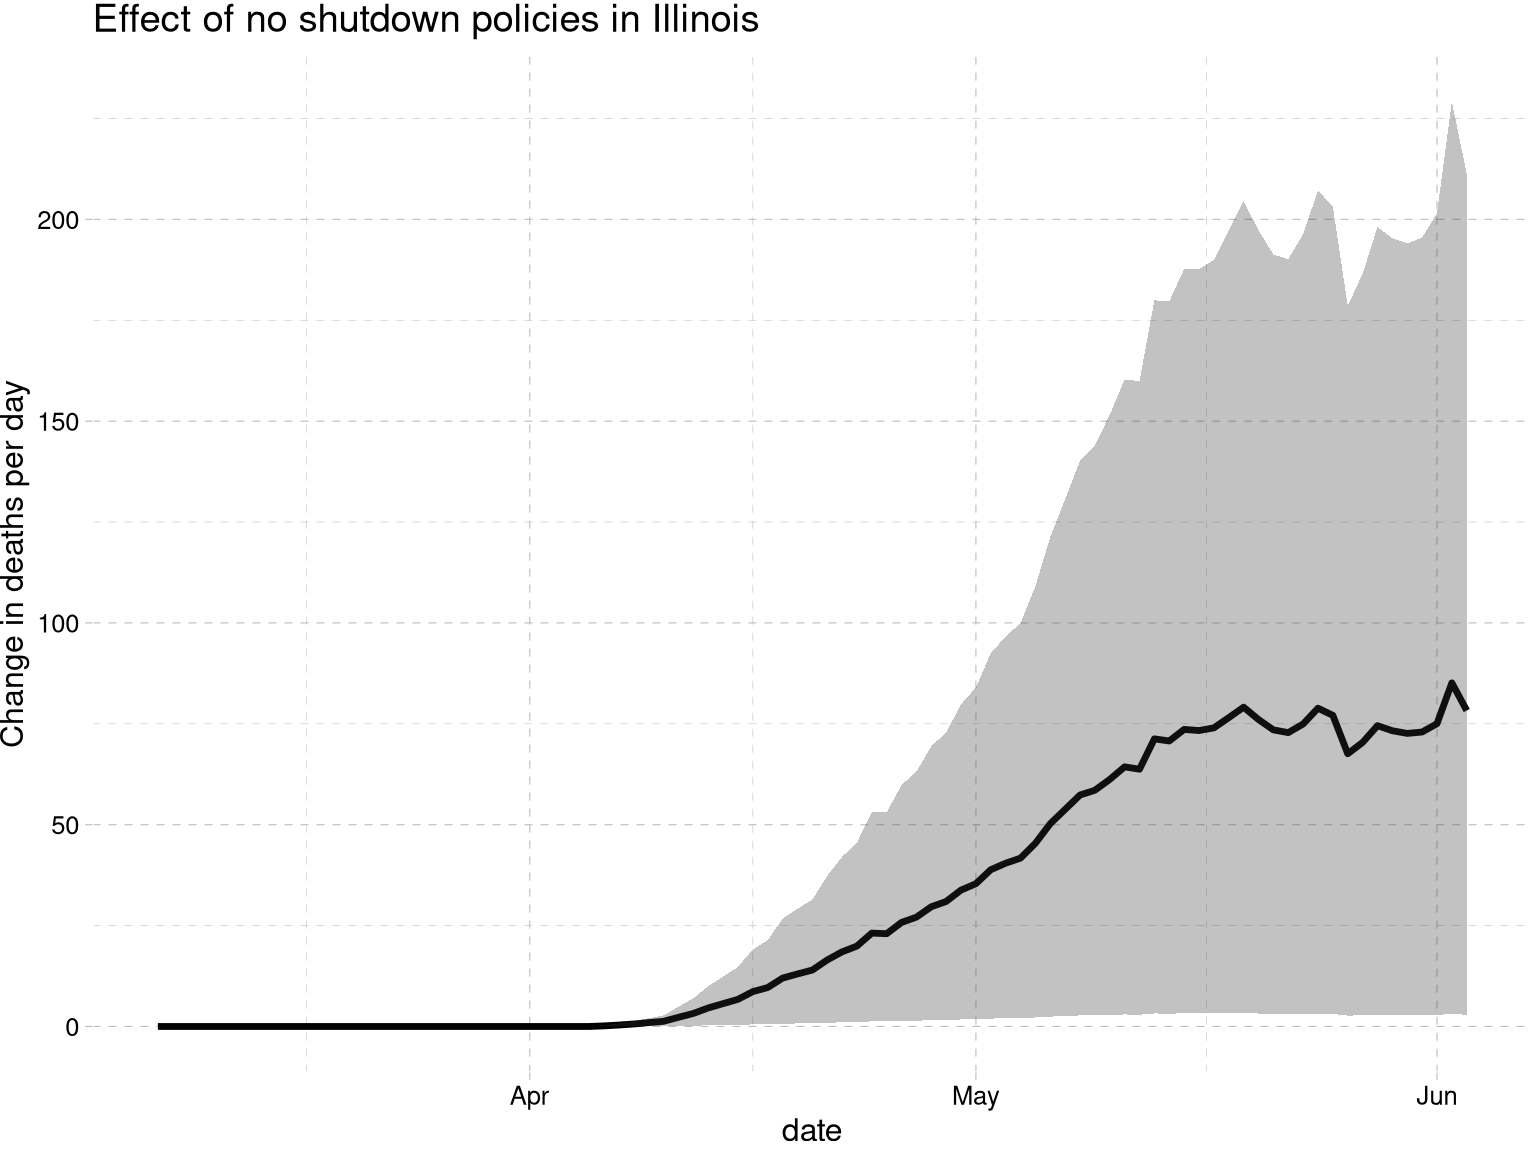 Effect of no shutdown policies in Illinois
Change in deaths per day
200
150
100
50
0
Apr
May
Jun
date